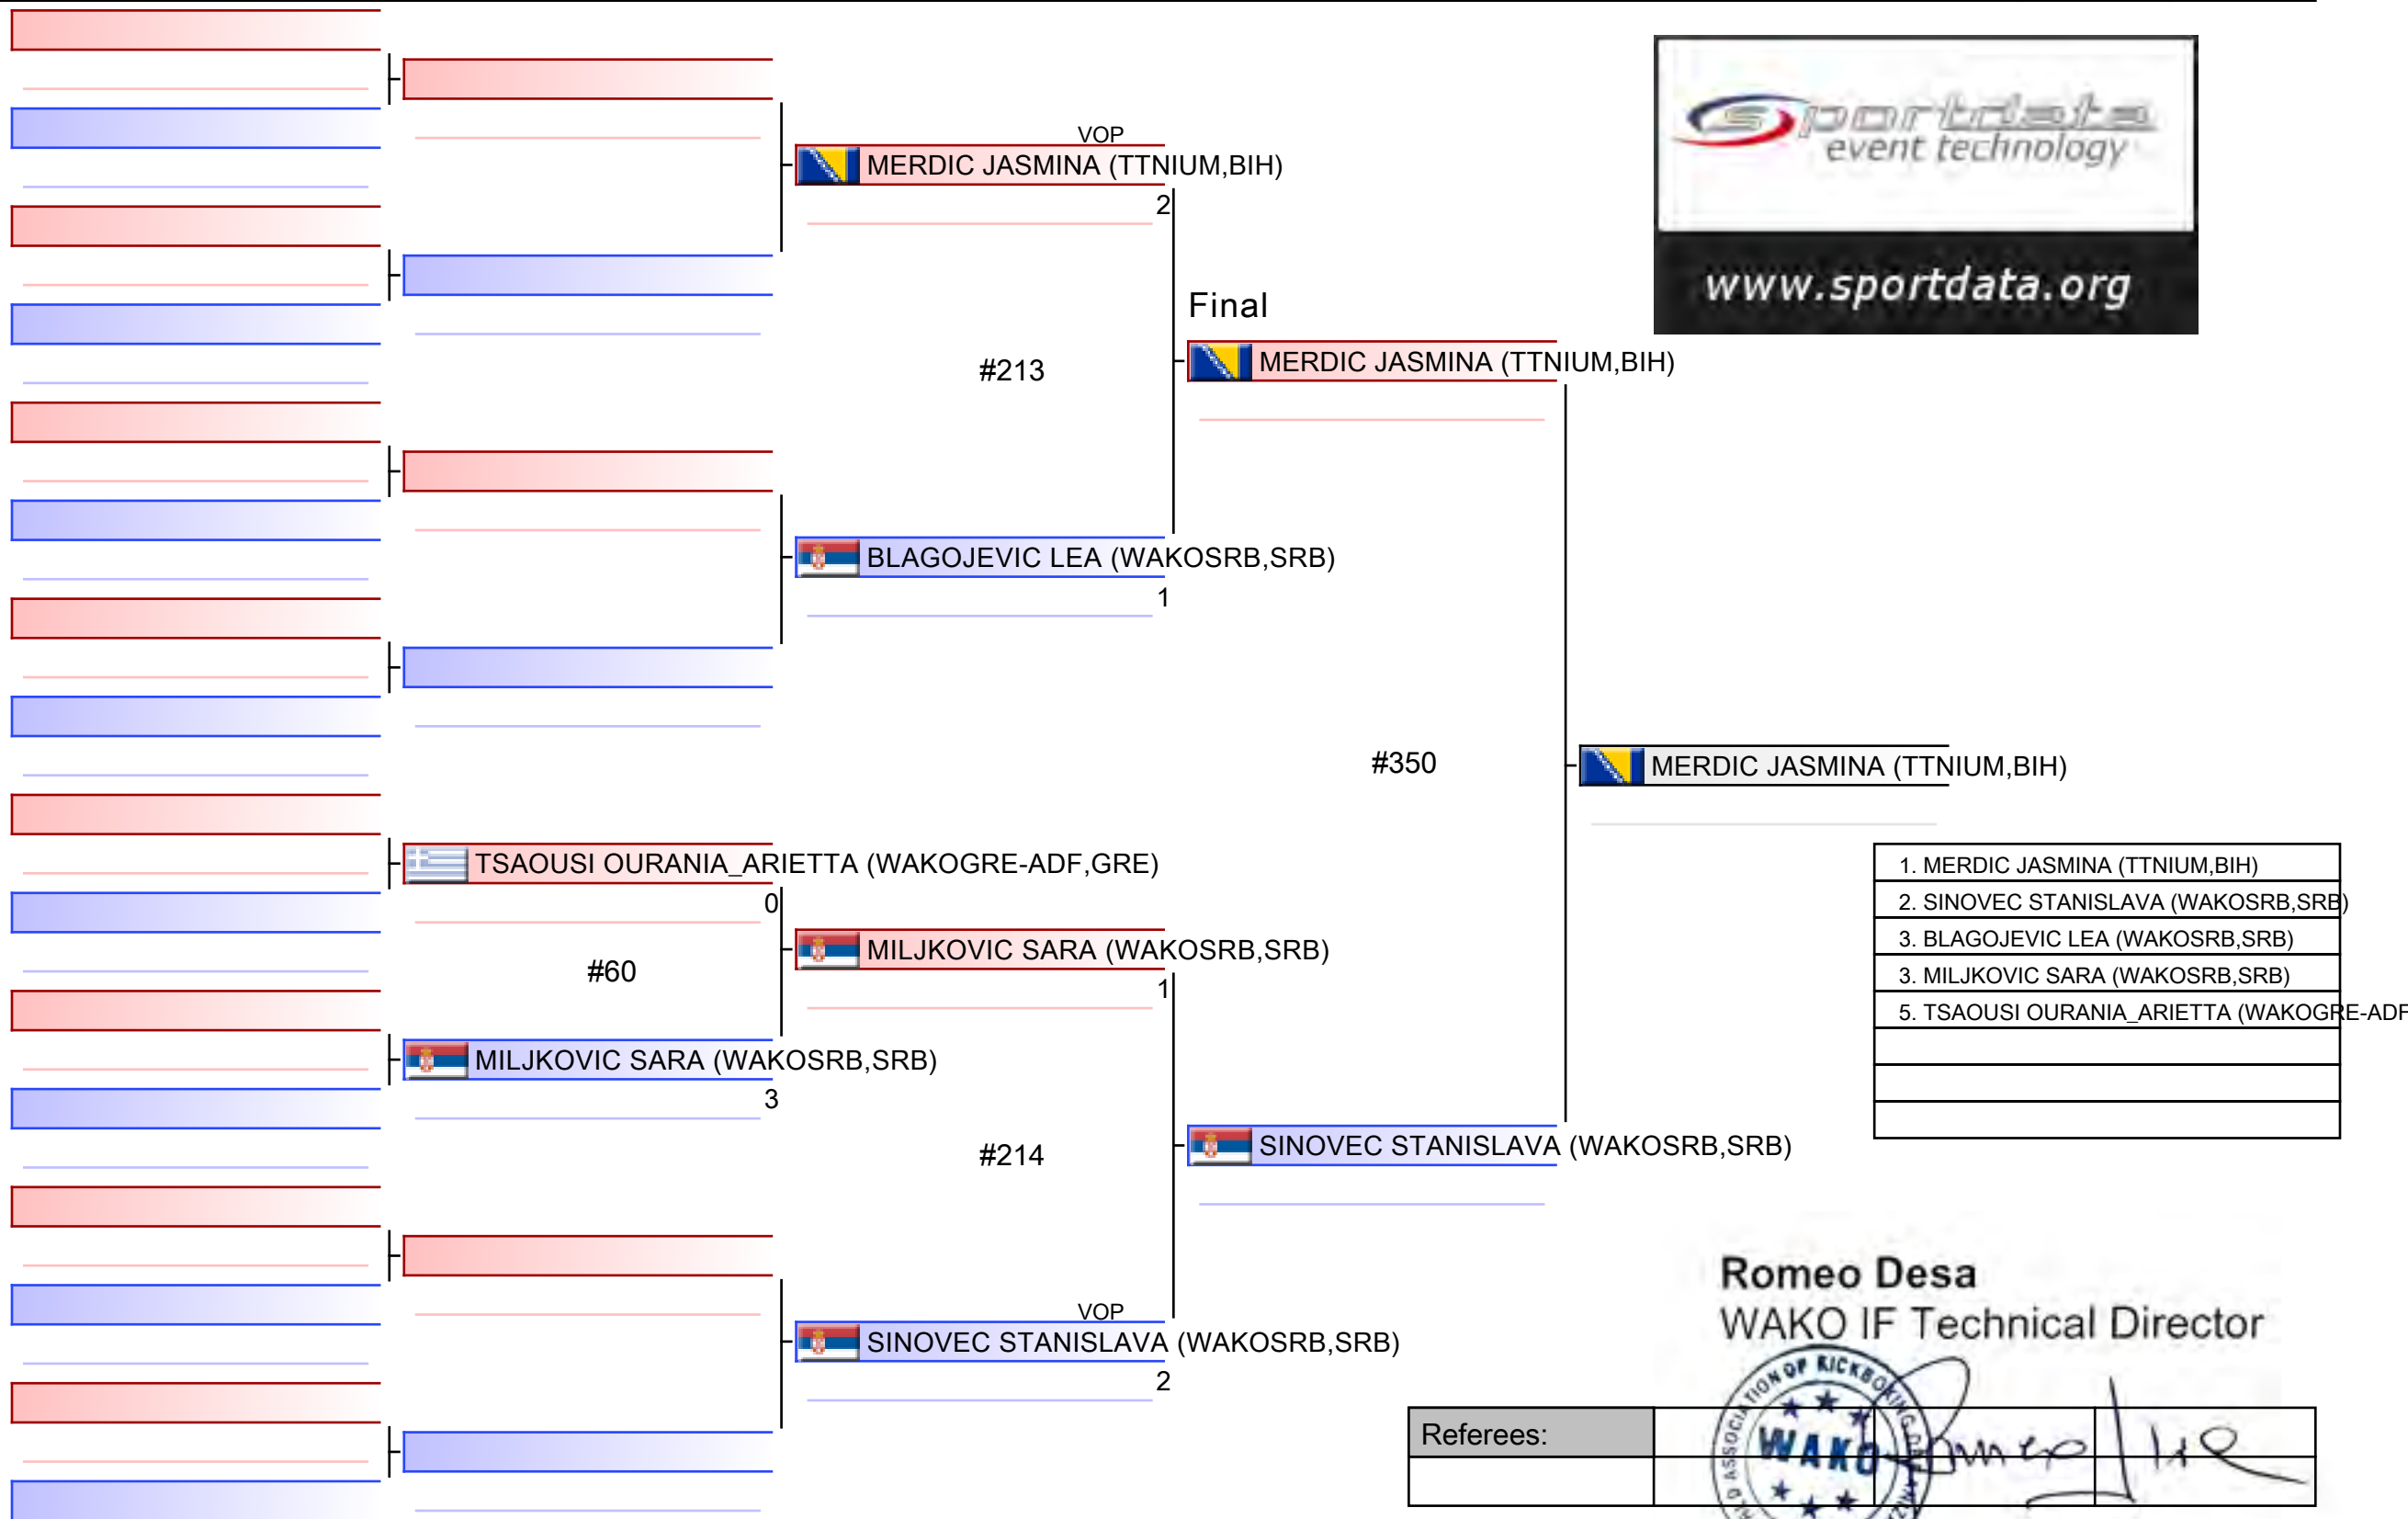 sportdata
event technology
www.sportdata.org
VOP
MERDIC JASMINA (TTNIUM,BIH)
2
Final
#213
MERDIC JASMINA (TTNIUM,BIH)
BLAGOJEVIC LEA (WAKOSRB,SRB)
1
#350
MERDIC JASMINA (TTNIUM,BIH)
TSAOUSI OURANIA_ARIETTA (WAKOGRE-ADF,GRE)
0
#60
MILJKOVIC SARA (WAKOSRB,SRB)
1
MILJKOVIC SARA (WAKOSRB,SRB)
3
#214
SINOVEC STANISLAVA (WAKOSRB,SRB)
VOP
SINOVEC STANISLAVA (WAKOSRB,SRB)
2
1. MERDIC JASMINA (TTNIUM,BIH)
2. SINOVEC STANISLAVA (WAKOSRB,SRB)
3. BLAGOJEVIC LEA (WAKOSRB,SRB)
3. MILJKOVIC SARA (WAKOSRB,SRB)
5. TSAOUSI OURANIA_ARIETTA (WAKOGRE-ADF
Romeo Desa
WAKO IF Technical Director
Referees:
ASSOCIATION OF KICKBOXING
WAKO